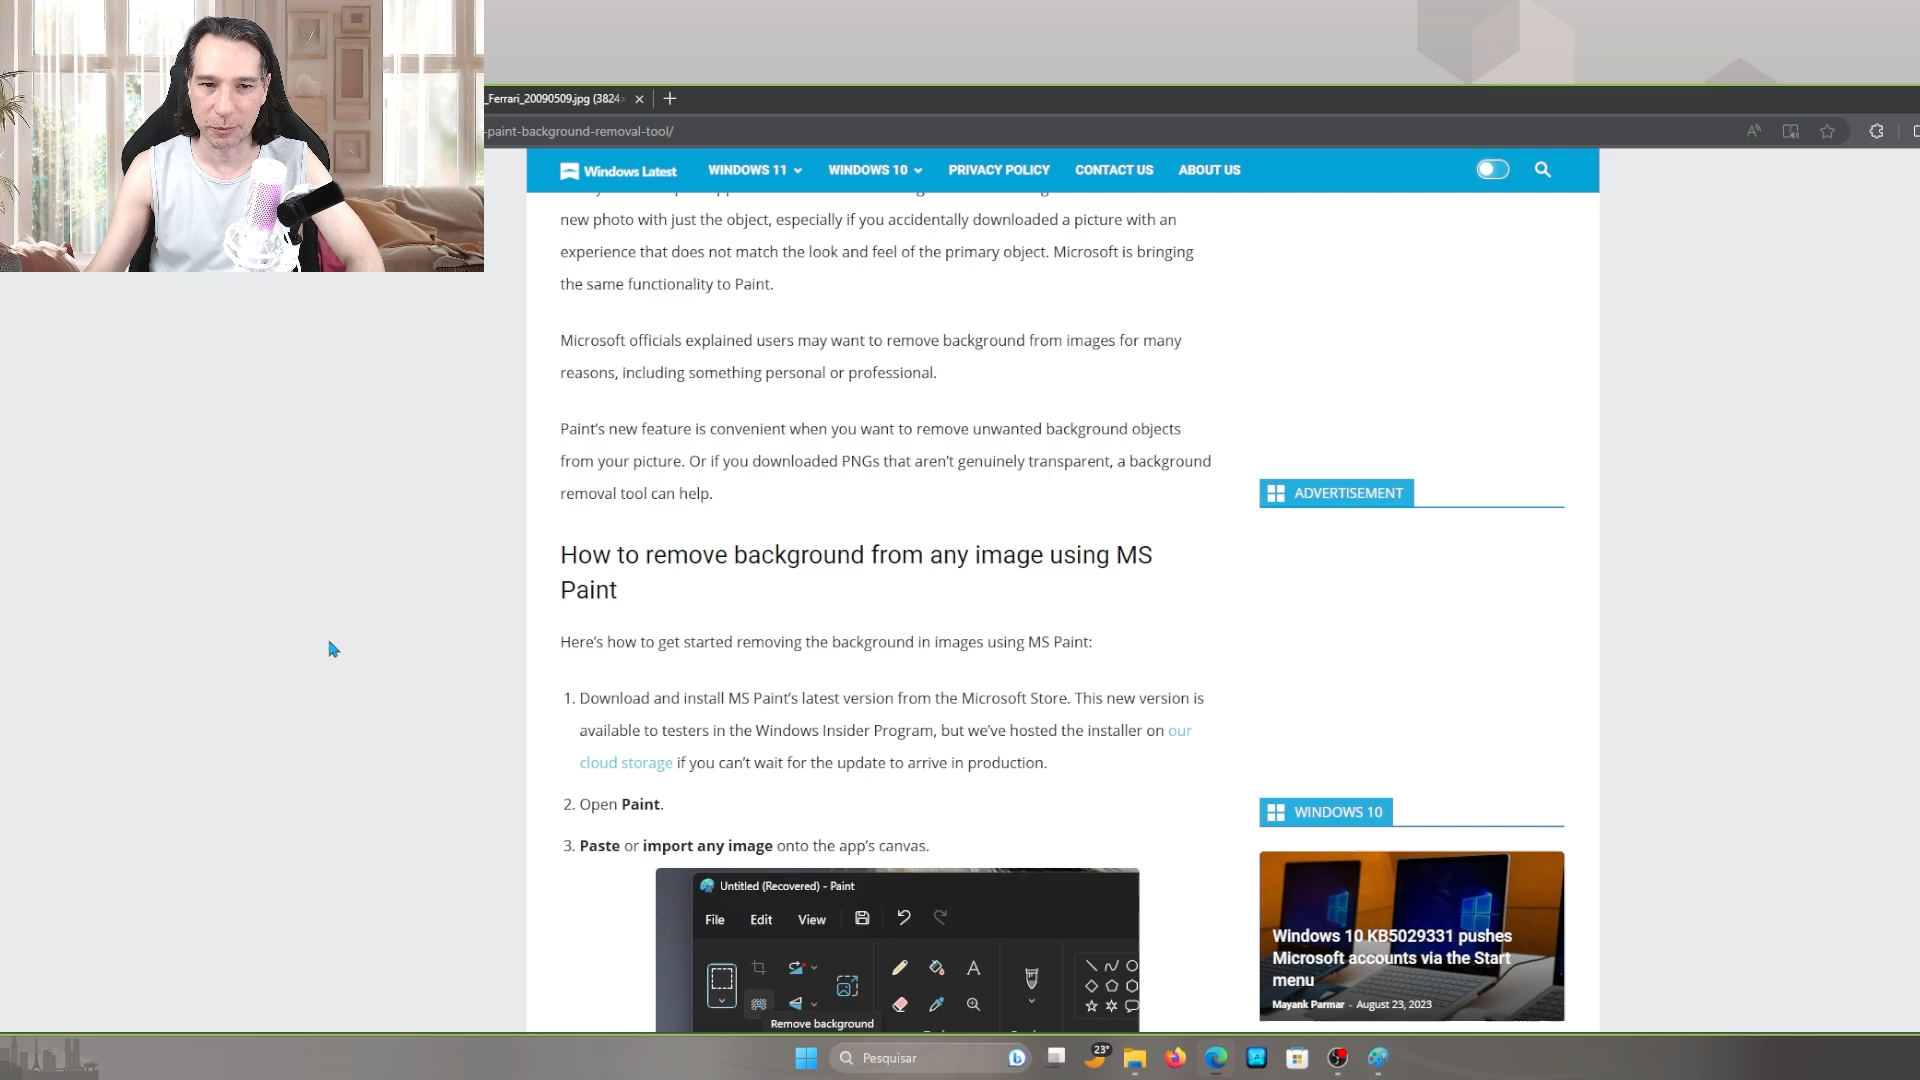 _Ferrari_20090509.jpg (3824
-paint-background-removal-tool/
Windows Latest WINDOWS 11 WINDOWS 10 PRIVACY POLICY CONTACT US ABOUT US
new photo with just the object, especially if you accidentally downloaded a picture with an
experience that does not match the look and feel of the primary object. Microsoft is bringing
the same functionality to Paint.
Microsoft officials explained users may want to remove background from images for many
reasons, including something personal or professional.
Paint's new feature is convenient when you want to remove unwanted background objects
from your picture. Or if you downloaded PNGs that aren't genuinely transparent, a background
removal tool can help.
How to remove background from any image using MS
Paint
Here's how to get started removing the background in images using MS Paint:
1. Download and install MS Paint's latest version from the Microsoft Store. This new version is
available to testers in the Windows Insider Program, but we've hosted the installer on our
cloud storage if you can't wait for the update to arrive in production.
2. Open Paint.
3. Paste or import any image onto the app's canvas.
Untitled (Recovered) - Paint
File Edit View
Remove background
ADVERTISEMENT
WINDOWS 10
Windows 10 KB5029331 pushes
Microsoft accounts via the Start
menu
Mayank Parmar - August 23, 2023
Pesquisar
23°